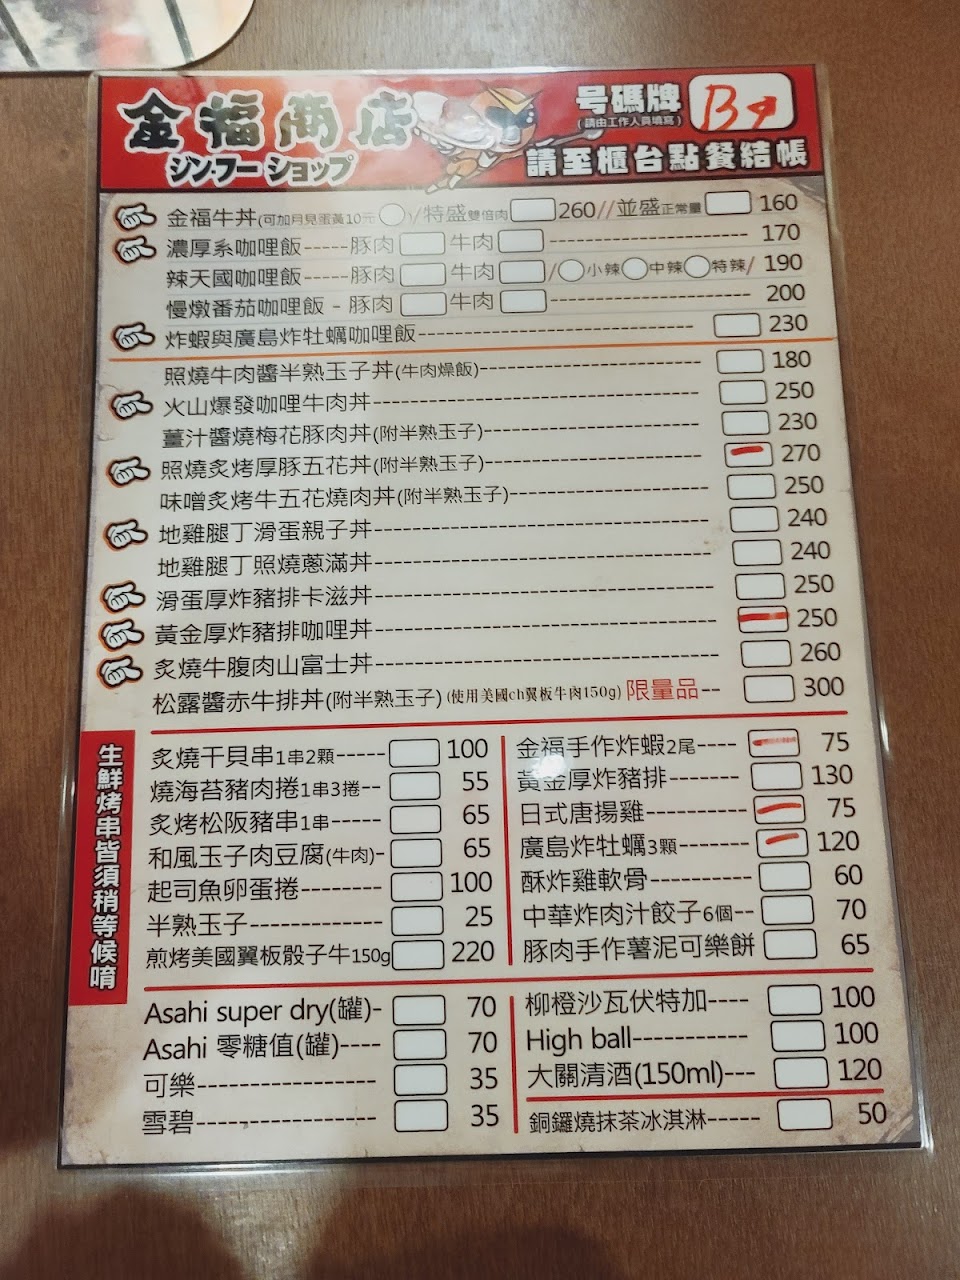 金福商店
ジン.フー ショップ
号碼牌
(請由工作人員填寫)
B9
請至櫃台點餐結帳
金福牛丼(可加月見蛋黃10元 )/特盛雙倍肉 260//並盛正常量 160
濃厚系咖哩飯------豚肉 牛肉 170
辣天國咖哩飯------豚肉 牛肉 / 小辣 中辣 特辣/ 190
慢燉番茄咖哩飯 - 豚肉 牛肉 200
炸蝦與廣島炸牡蠣咖哩飯 230
照燒牛肉醬半熟玉子丼(牛肉燥飯) 180
火山爆發咖哩牛肉丼 250
薑汁醬燒梅花豚肉丼(附半熟玉子) 230
照燒炙烤厚豚五花丼(附半熟玉子) 270
味噌炙烤牛五花燒肉丼(附半熟玉子) 250
地雞腿丁滑蛋親子丼 240
地雞腿丁照燒蔥滿丼 240
滑蛋厚炸豬排卡滋丼 250
黃金厚炸豬排咖哩丼 250
炙燒牛腹肉山富士丼 260
松露醬赤牛排丼(附半熟玉子)(使用美國ch翼板牛肉150g) 限量品-- 300
生鮮烤串皆須稍等候唷
炙燒干貝串1串2顆----- 100
燒海苔豬肉捲1串3捲-- 55
炙烤松阪豬串1串----- 65
和風玉子肉豆腐(牛肉)- 65
起司魚卵蛋捲-------- 100
半熟玉子------------- 25
煎烤美國翼板骰子牛150g 220
金福手作炸蝦2尾---- 75
黃金厚炸豬排------- 130
日式唐揚雞---------- 75
廣島炸牡蠣3顆------- 120
酥炸雞軟骨---------- 60
中華炸肉汁餃子6個-- 70
豚肉手作薯泥可樂餅 65
Asahi super dry(罐)- 70
Asahi 零糖值(罐)---- 70
可樂----------------- 35
雪碧----------------- 35
柳橙沙瓦伏特加---- 100
High ball----------- 100
大關清酒(150ml)--- 120
銅鑼燒抹茶冰淇淋------ 50